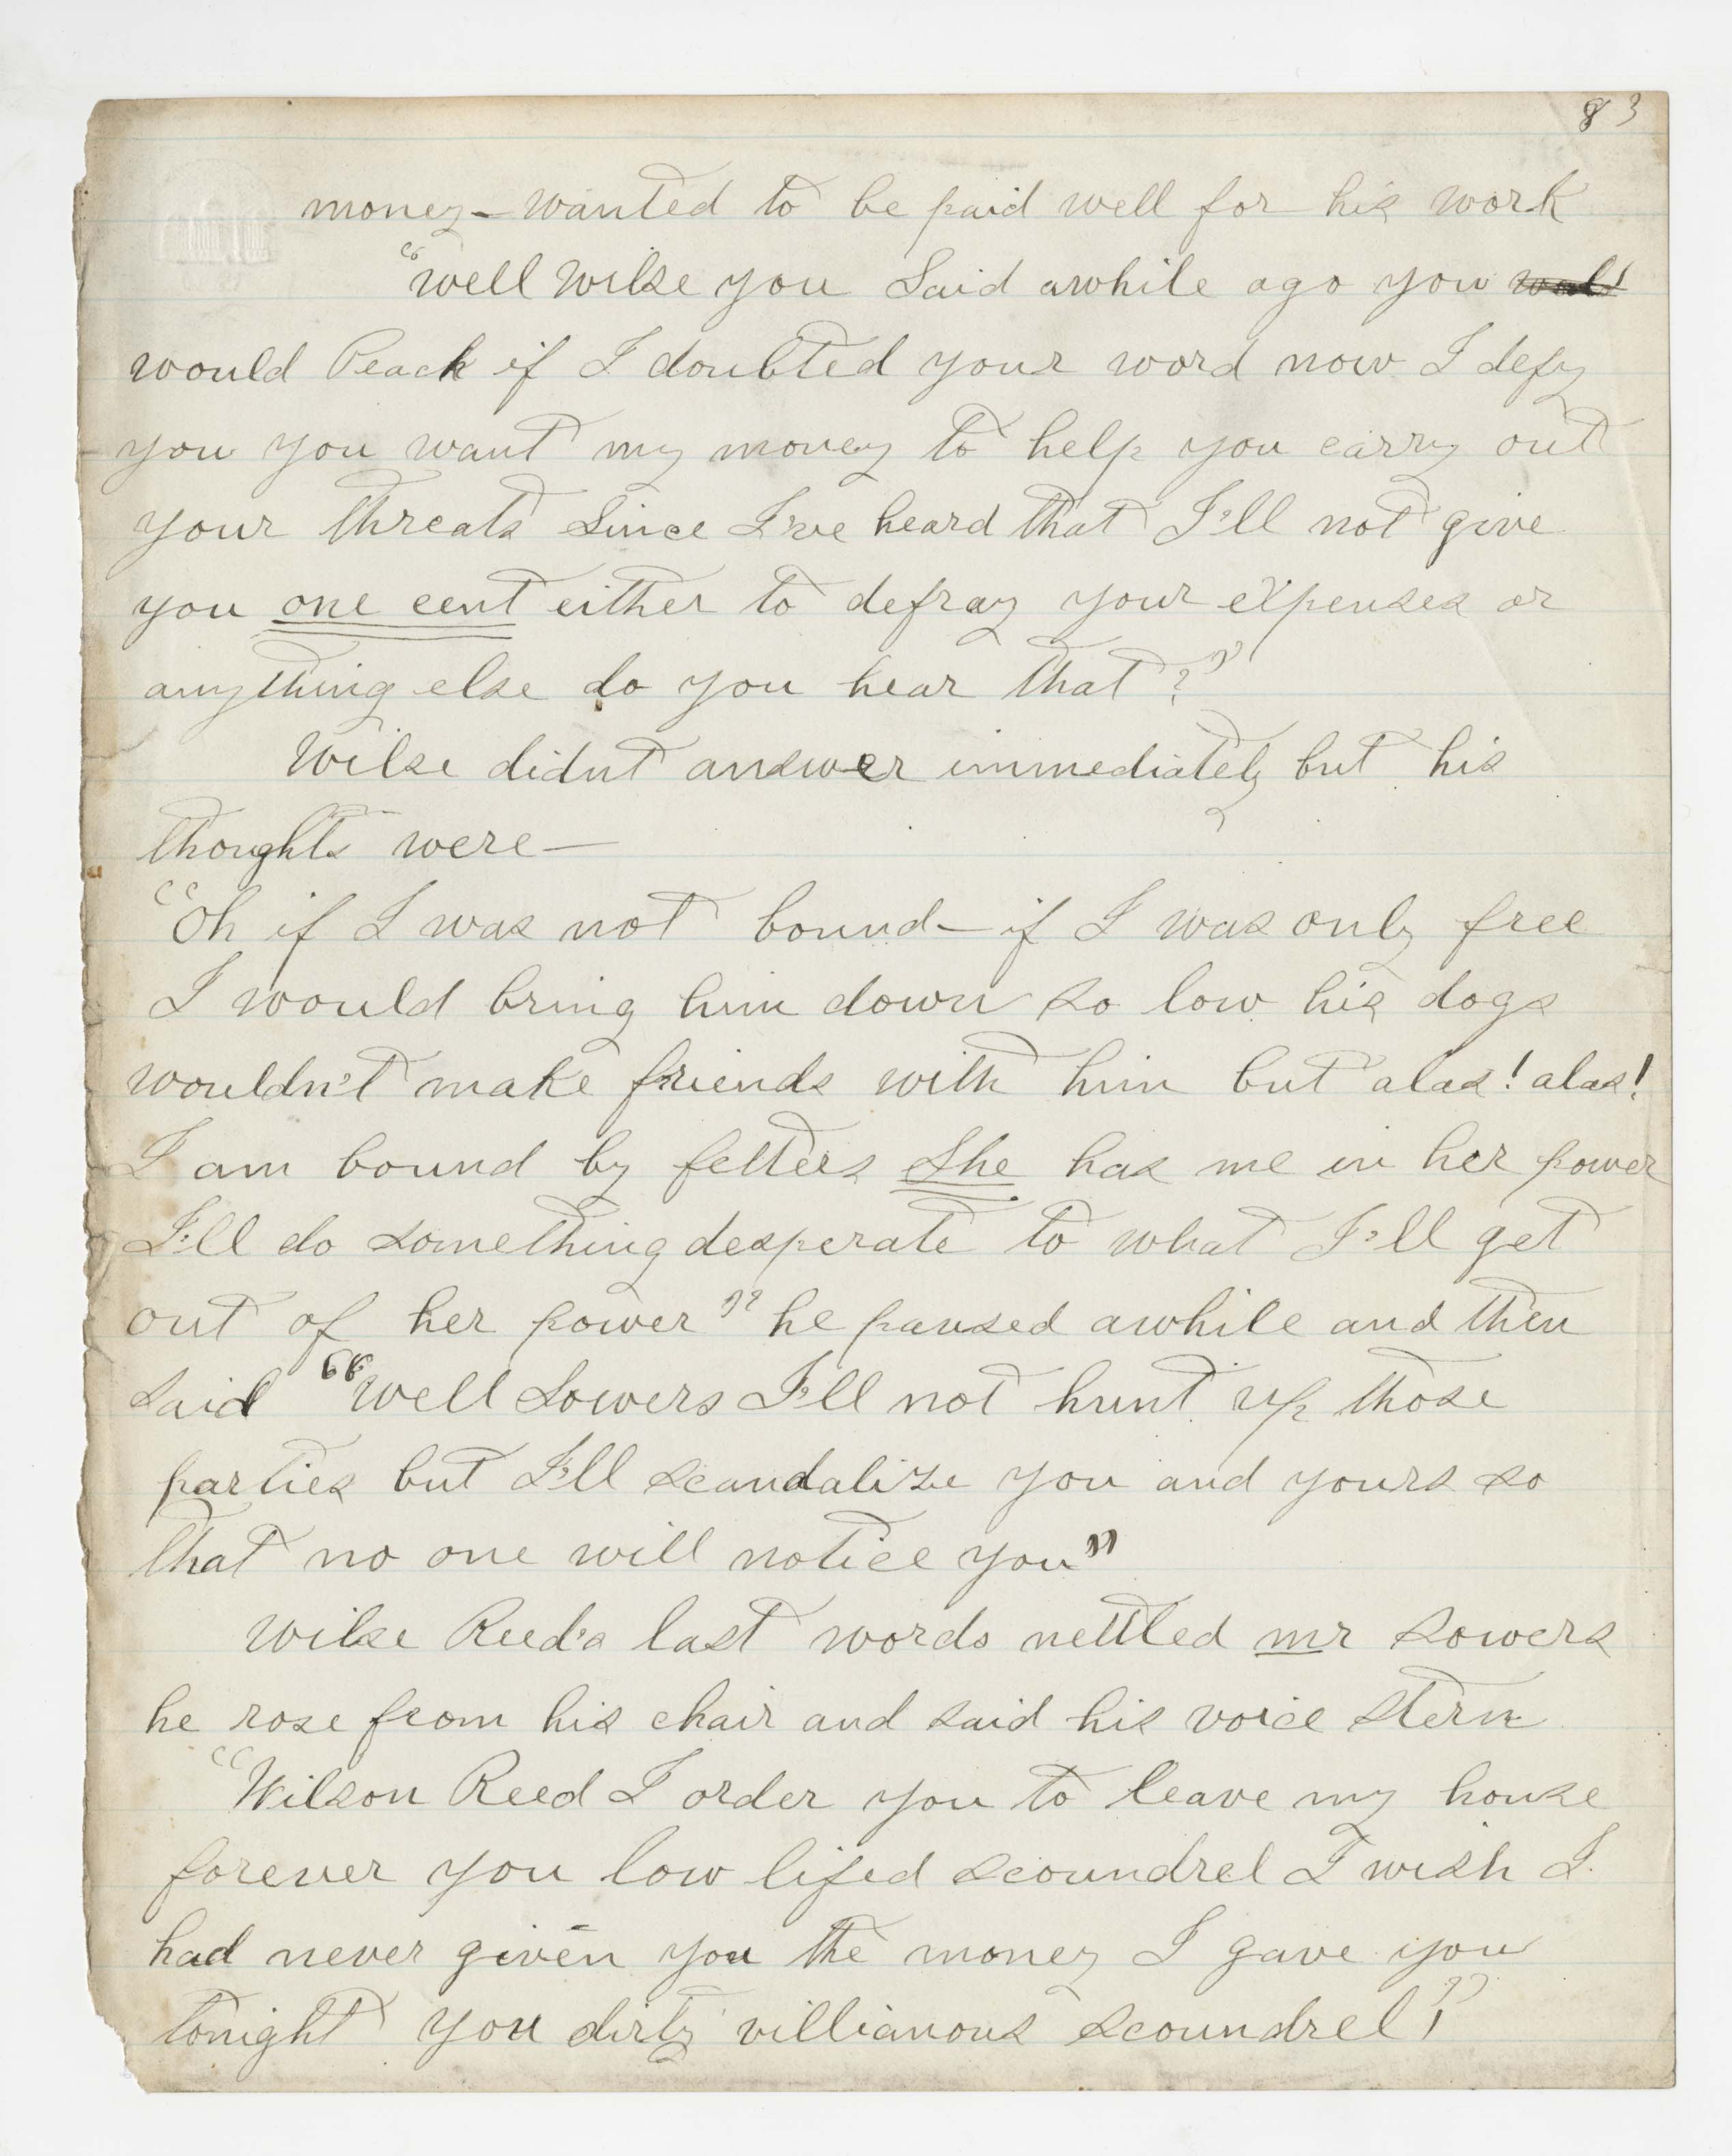 83
money - wanted to be paid well for his work
"well Wilse you Said awhile ago you
would Peach if I doubted your word now I defy
you you want my money to help you carry out
your threats Since I've heard that I'll not give
you one cent either to defray your expenses or
anything else do you hear that?"
Wilse didnt answer immediately but his
thoughts were—
"Oh if I was not bound - if I was only free
I would bring him down so low his dogs
wouldn't make friends with him but alas! alas!
I am bound by fetters She has me in her power
I'll do something desperate to what I'll get
out of her power" he paused awhile and then
said "well Sowers I'll not hunt up those
parties but I'll scandalize you and yours so
that no one will notice you"
Wilse Reed's last words nettled mr Sowers
he rose from his chair and said his voice stern
"Wilson Reed I order you to leave my house
forever you low lifed scoundrel I wish I
had never given you the money I gave you
tonight you dirty villianous scoundrel!"